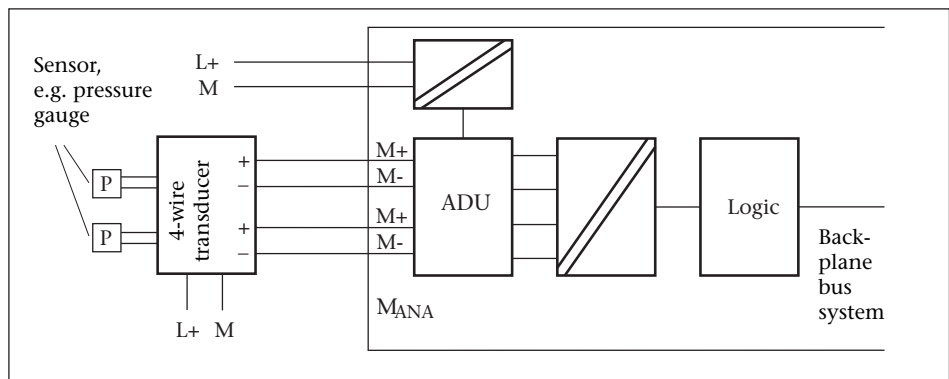 Sensor,
e.g. pressure
gauge
L+
M
P
P
4-wire
transducer
+
–
+
–
L+ M
M+
M-
M+
M-
ADU
MANA
Logic
Back-
plane
bus
system